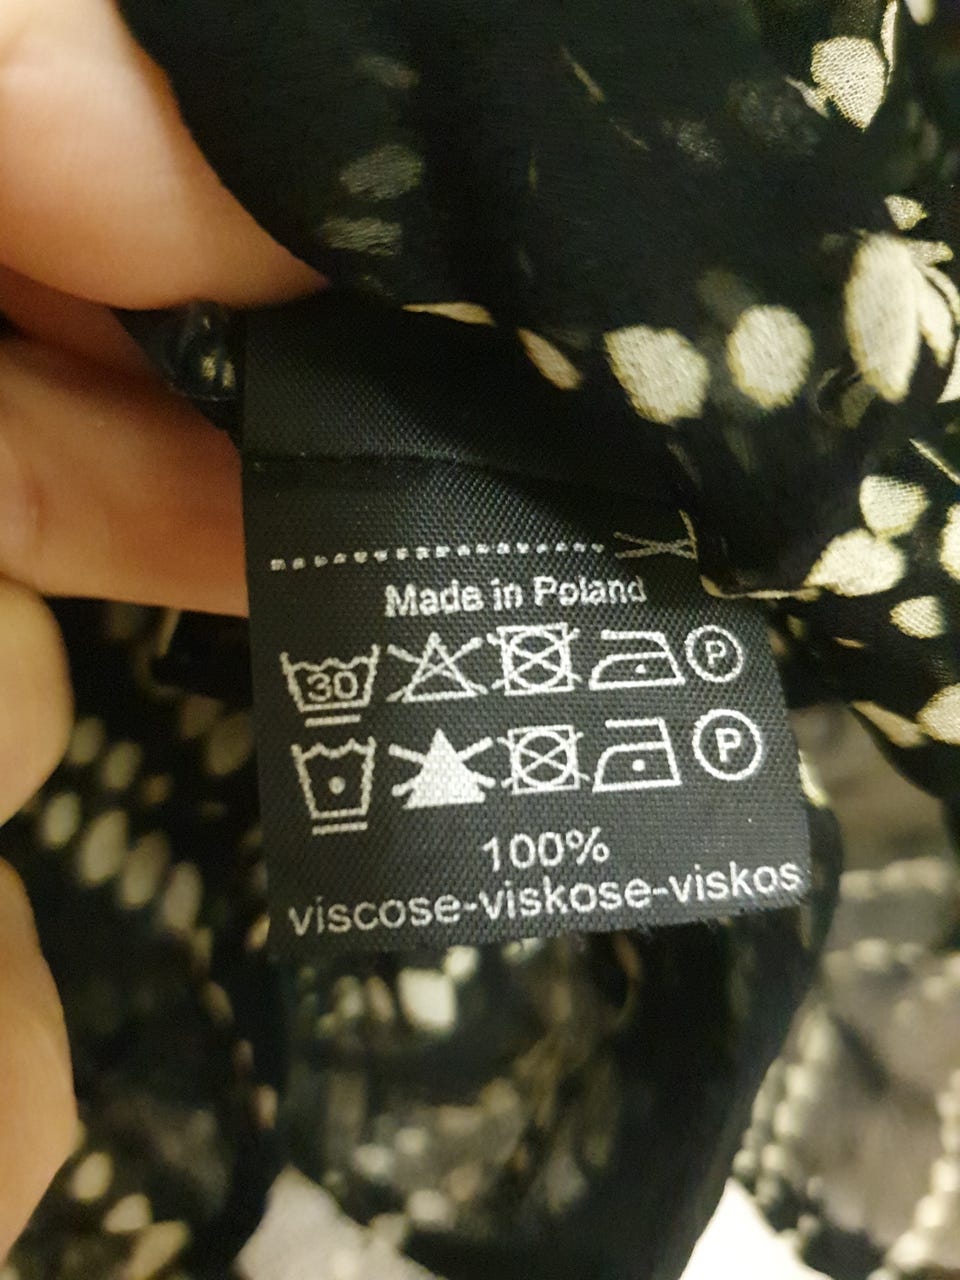 Made in Poland
30 P
P
100%
viscose-viskose-viskos